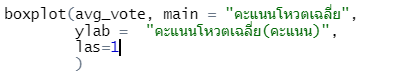 boxplot(avg_vote, main = "คะแนนโหวตเฉลี่ย",
ylab = "คะแนนโหวตเฉลี่ย(คะแนน)",
las=1
)